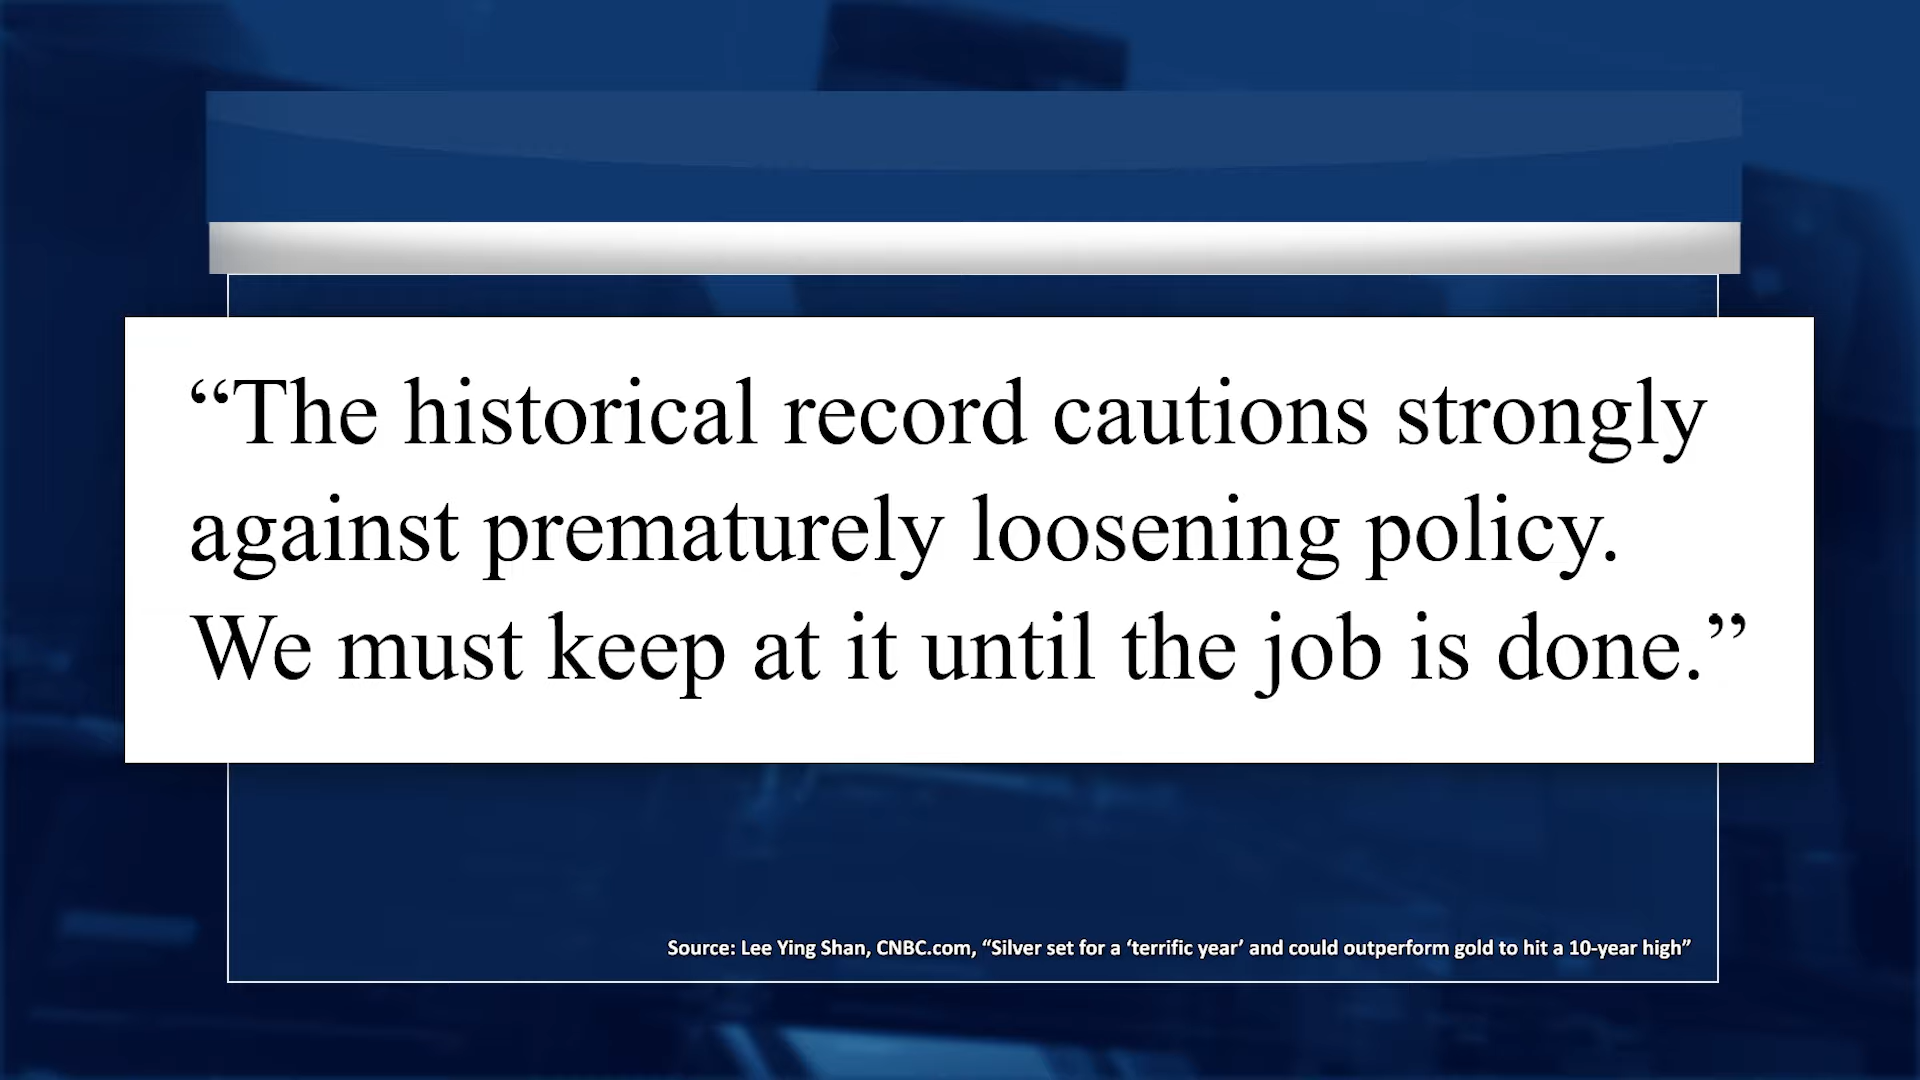 “The historical record cautions strongly
against prematurely loosening policy.
We must keep at it until the job is done.”
Source: Lee Ying Shan, CNBC.com, “Silver set for a ‘terrific year’ and could outperform gold to hit a 10-year high”